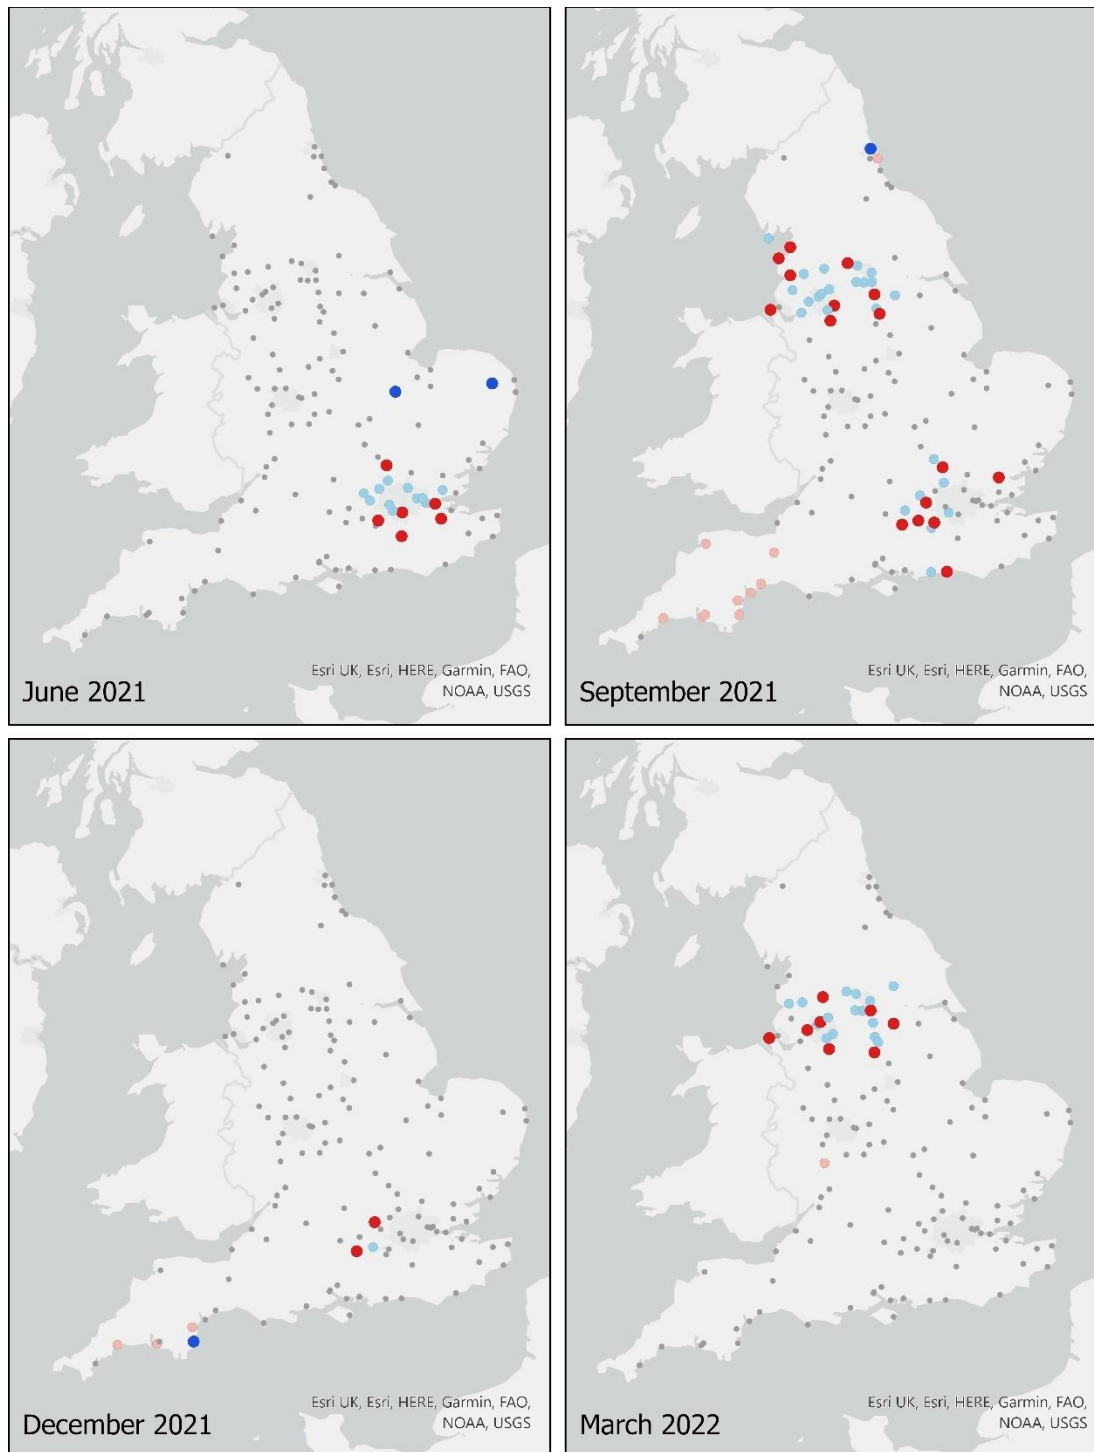 Esri UK, Esri, HERE, Garmin, FAO,
NOAA, USGS
June 2021
Esri UK, Esri, HERE, Garmin, FAO,
NOAA, USGS
September 2021
Esri UK, Esri, HERE, Garmin, FAO,
NOAA, USGS
December 2021
Esri UK, Esri, HERE, Garmin, FAO,
NOAA, USGS
March 2022